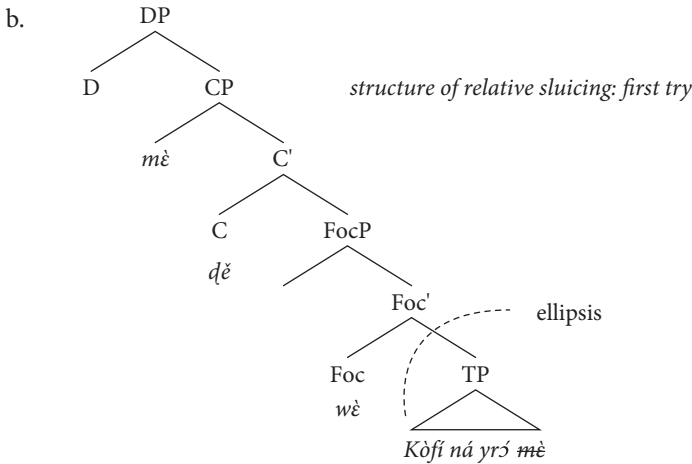 b.
DP
D CP structure of relative sluicing: first try
mɛ̀ C'
C FocP
ɖě
Foc' ellipsis
Foc TP
wɛ̀
Kòfí ná yrɔ́ mɛ̀